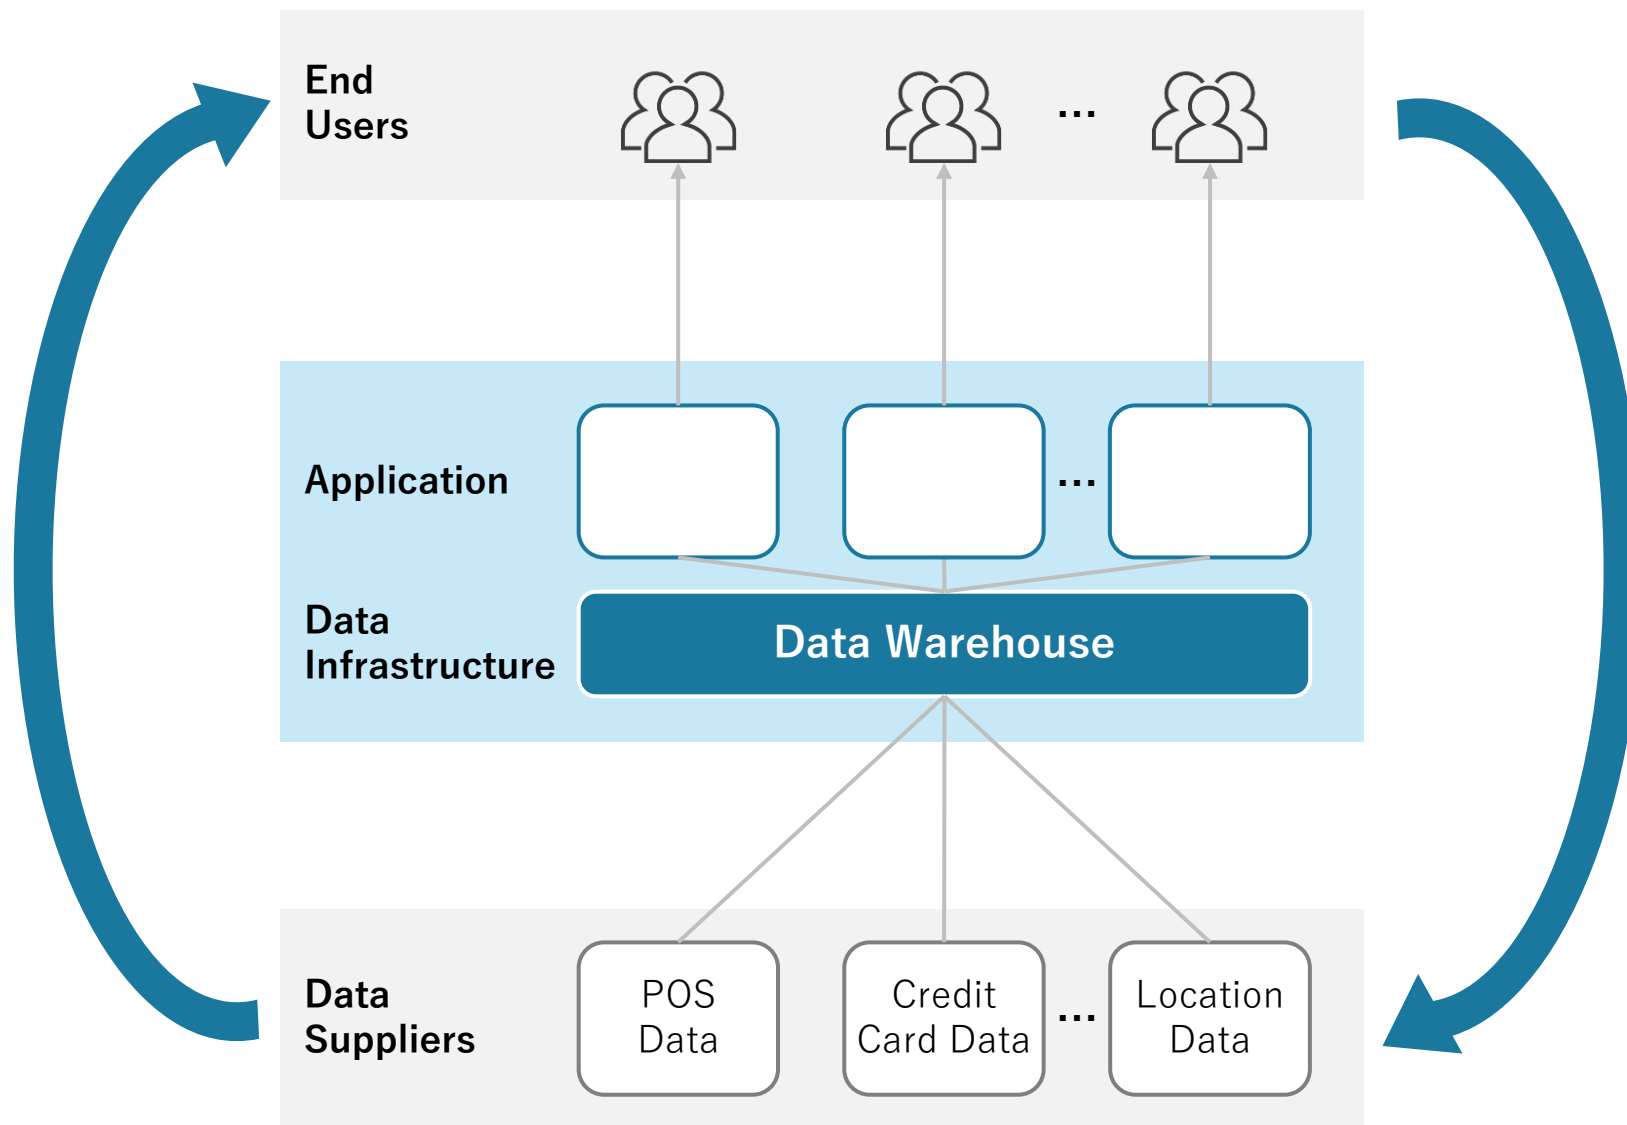 End
Users
...
Application
...
Data
Infrastructure
Data Warehouse
Data
Suppliers
POS
Data
Credit
Card Data
...
Location
Data